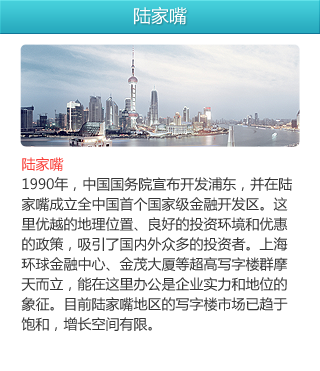 陆家嘴
陆家嘴
1990年，中国国务院宣布开发浦东，并在陆
家嘴成立全中国首个国家级金融开发区。这
里优越的地理位置、良好的投资环境和优惠
的政策，吸引了国内外众多的投资者。上海
环球金融中心、金茂大厦等超高写字楼群摩
天而立，能在这里办公是企业实力和地位的
象征。目前陆家嘴地区的写字楼市场已趋于
饱和，增长空间有限。